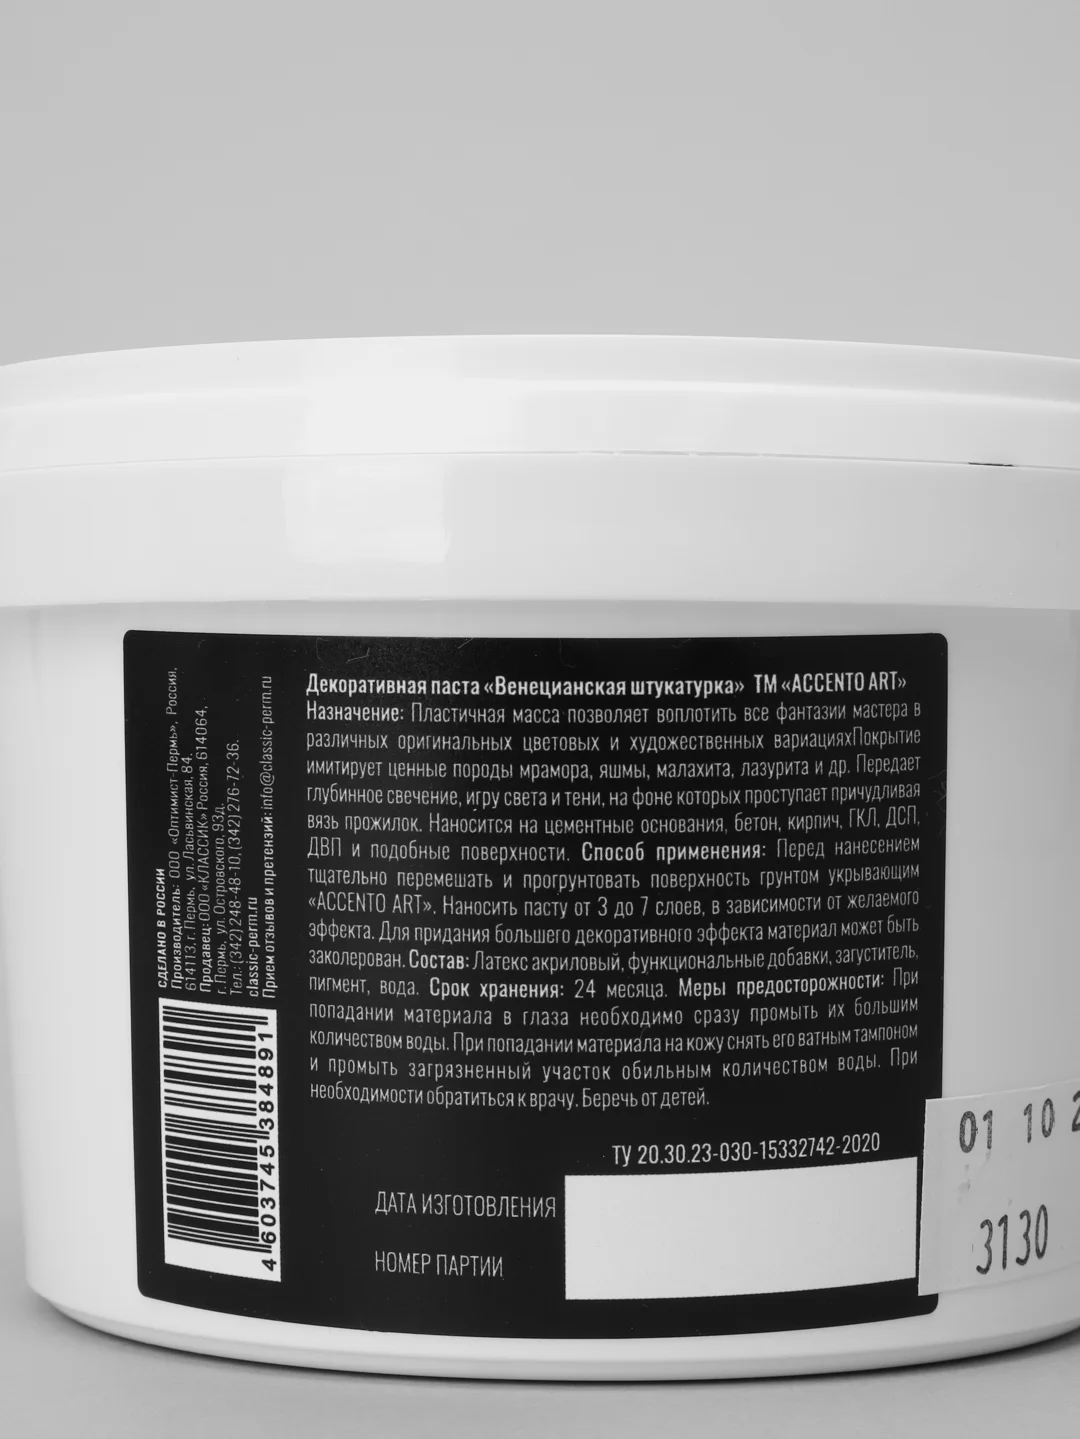 Декоративная паста «Венецианская штукатурка» ТМ «ACCENTO ART»
Назначение: Пластичная масса позволяет воплотить все фантазии мастера в
различных оригинальных цветовых и художественных вариацияхПокрытие
имитирует ценные породы мрамора, яшмы, малахита, лазурита и др. Передает
глубинное свечение, игру света и тени, на фоне которых проступает причудливая
вязь прожилок. Наносится на цементные основания, бетон, кирпич, ГКЛ, ДСП,
ДВП и подобные поверхности. Способ применения: Перед нанесением
тщательно перемешать и прогрунтовать поверхность грунтом укрывающим
«ACCENTO ART». Наносить пасту от 3 до 7 слоев, в зависимости от желаемого
эффекта. Для придания большего декоративного эффекта материал может быть
заколерован. Состав: Латекс акриловый, функциональные добавки, загуститель,
пигмент, вода. Срок хранения: 24 месяца. Меры предосторожности: При
попадании материала в глаза необходимо сразу промыть их большим
количеством воды. При попадании материала на кожу снять его ватным тампоном
и промыть загрязненный участок обильным количеством воды. При
необходимости обратиться к врачу. Беречь от детей.
ТУ 20.30.23-030-15332742-2020
ДАТА ИЗГОТОВЛЕНИЯ
НОМЕР ПАРТИИ
СДЕЛАНО В РОССИИ
Производитель: ООО «Оптимист-Пермь», Россия,
614113, г. Пермь, ул. Ласьвинская, 84.
Продавец: ООО «КЛАССИК» Россия, 614064,
г. Пермь, ул. Островского, 93д.
Тел.: (342) 248-48-10, (342) 276-72-36.
classic-perm.ru
Прием отзывов и претензий: info@classic-perm.ru
4 603745 384891
01 10 2
3130